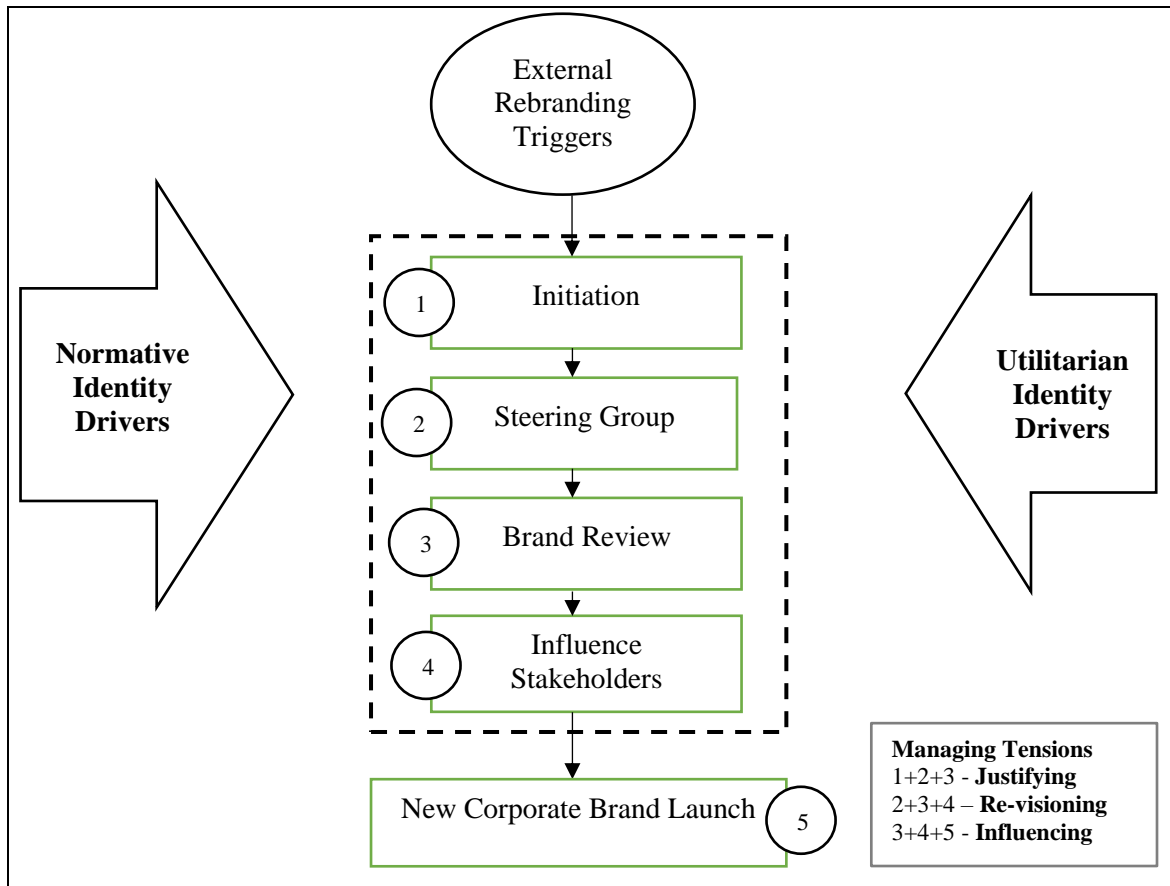 External
Rebranding
Triggers
1
Initiation
Normative
Identity
Drivers
Utilitarian
Identity
Drivers
2
Steering Group
3
Brand Review
4
Influence
Stakeholders
New Corporate Brand Launch
5
Managing Tensions
1+2+3 - Justifying
2+3+4 – Re-visioning
3+4+5 - Influencing